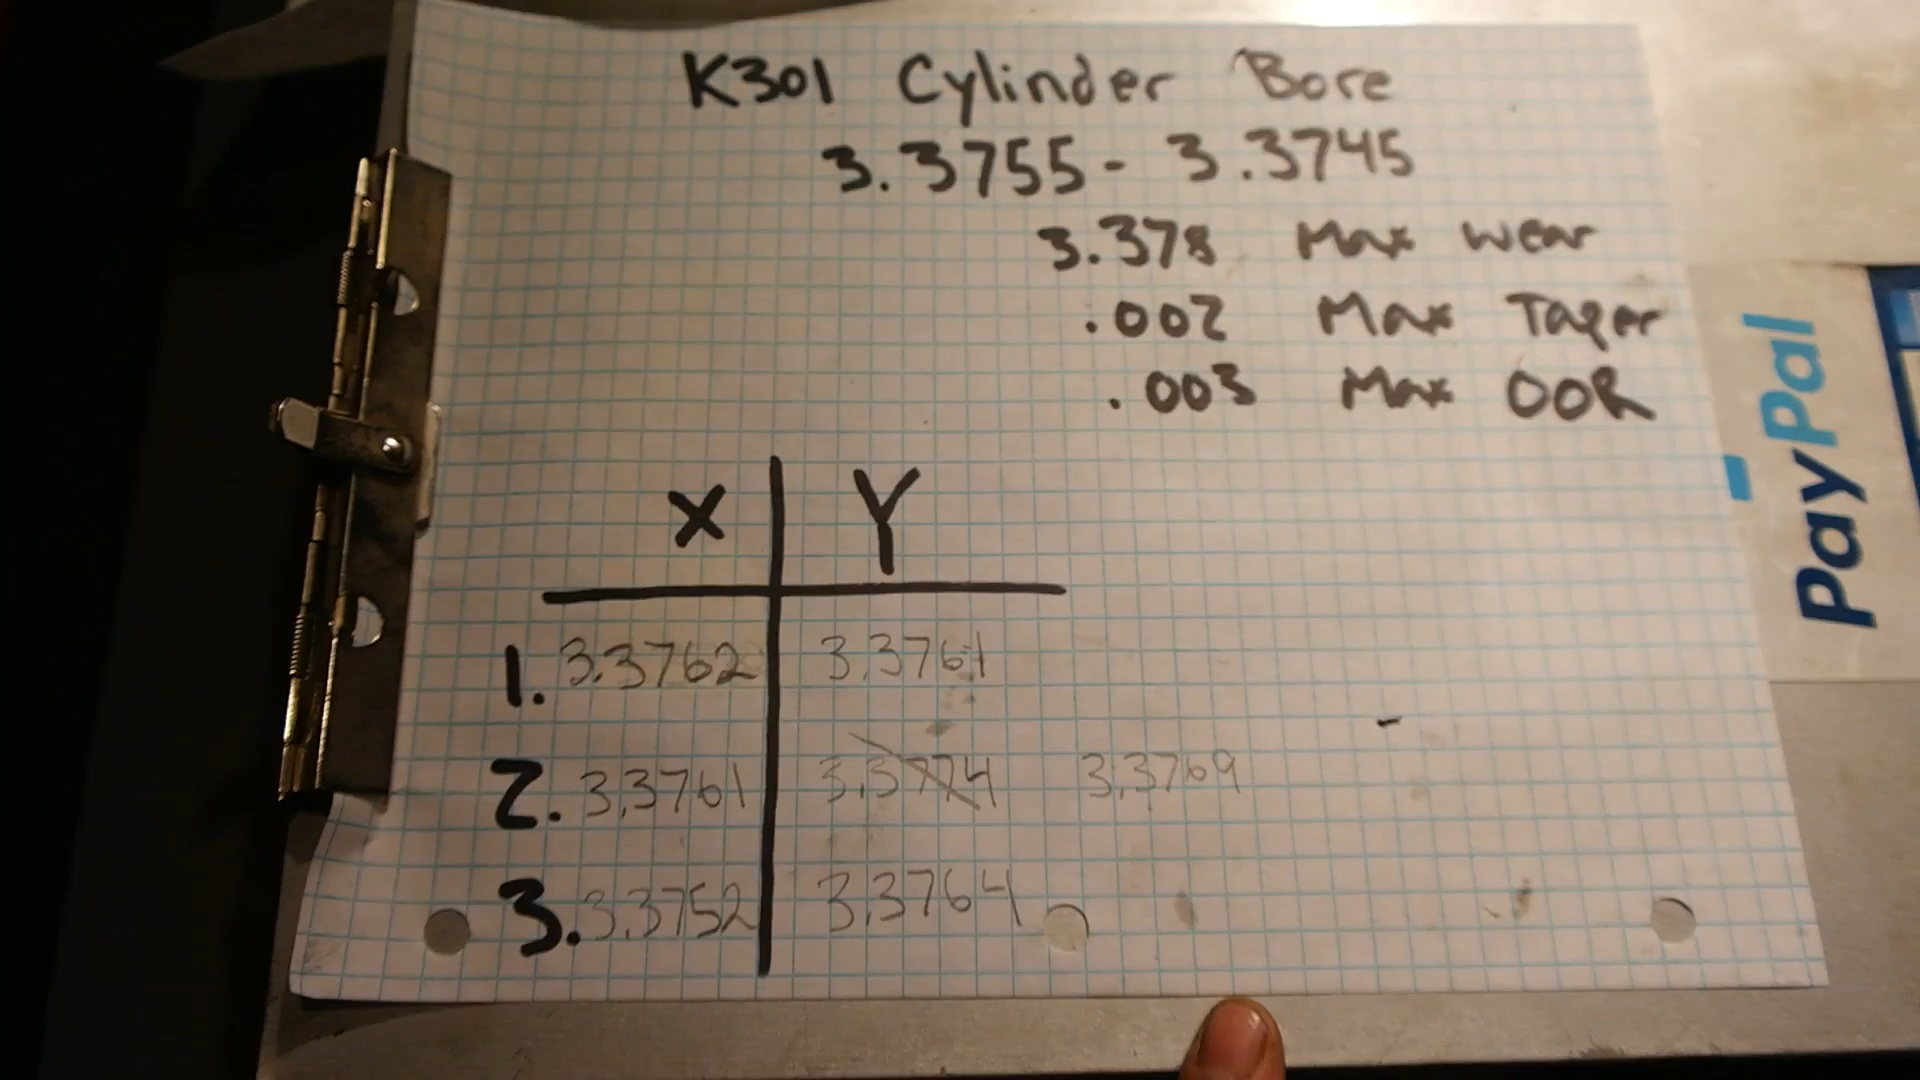 K301 Cylinder Bore
3.3755 - 3.3745
3.378 Max wear
.002 Max Taper
.003 Max OOR
X Y
1. 3.3762 3.3761
2. 3.3761 3.3774 3.3769
3. 3.3752 3.3764
PayPal